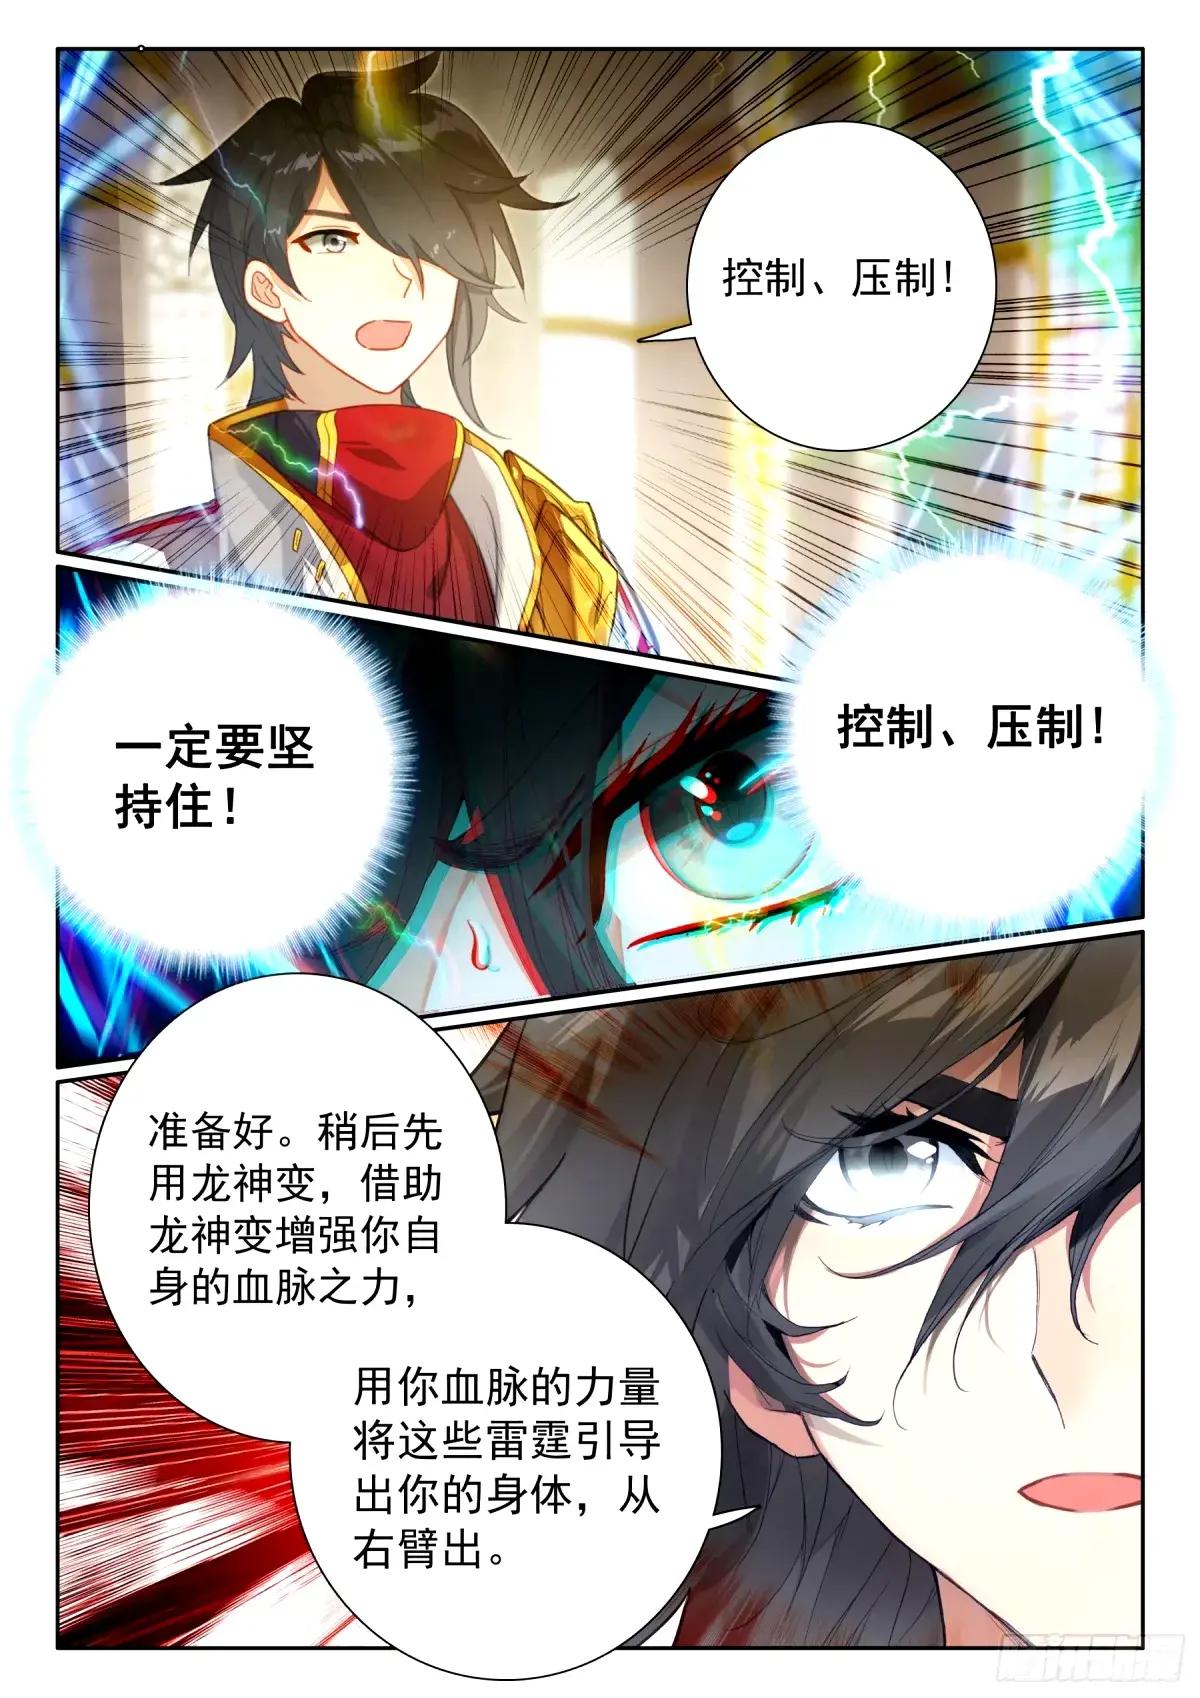 控制、压制!
一定要坚
持住!
控制、压制!
准备好。稍后先
用龙神变,借助
龙神变增强你自
身的血脉之力,
用你血脉的力量
将这些雷霆引导
出你的身体,从
右臂出。